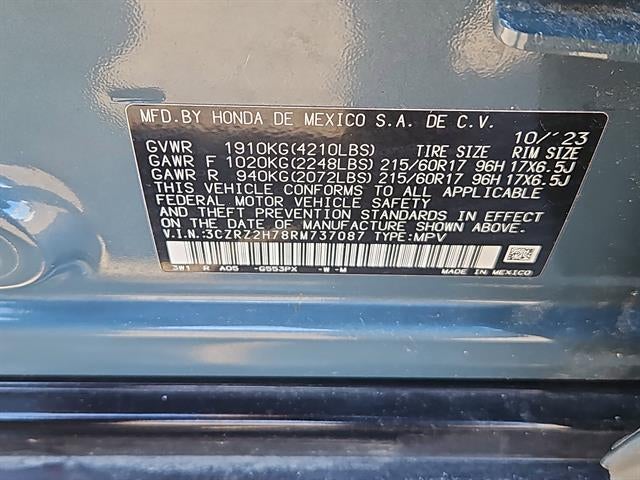 MFD.BY HONDA DE MEXICO S.A. DE C.V. 10/'23
GVWR 1910KG(4210LBS) TIRE SIZE RIM SIZE
GAWR F 1020KG(2248LBS) 215/60R17 96H 17X6.5J
GAWR R 940KG(2072LBS) 215/60R17 96H 17X6.5J
THIS VEHICLE CONFORMS TO ALL APPLICABLE
FEDERAL MOTOR VEHICLE SAFETY
AND THEFT PREVENTION STANDARDS IN EFFECT
ON THE DATE OF MANUFACTURE SHOWN ABOVE.
V.I.N.:3CZRZ2H78RM737087 TYPE:MPV
3W1 R A05 -G553PX -W -M MADE IN MEXICO